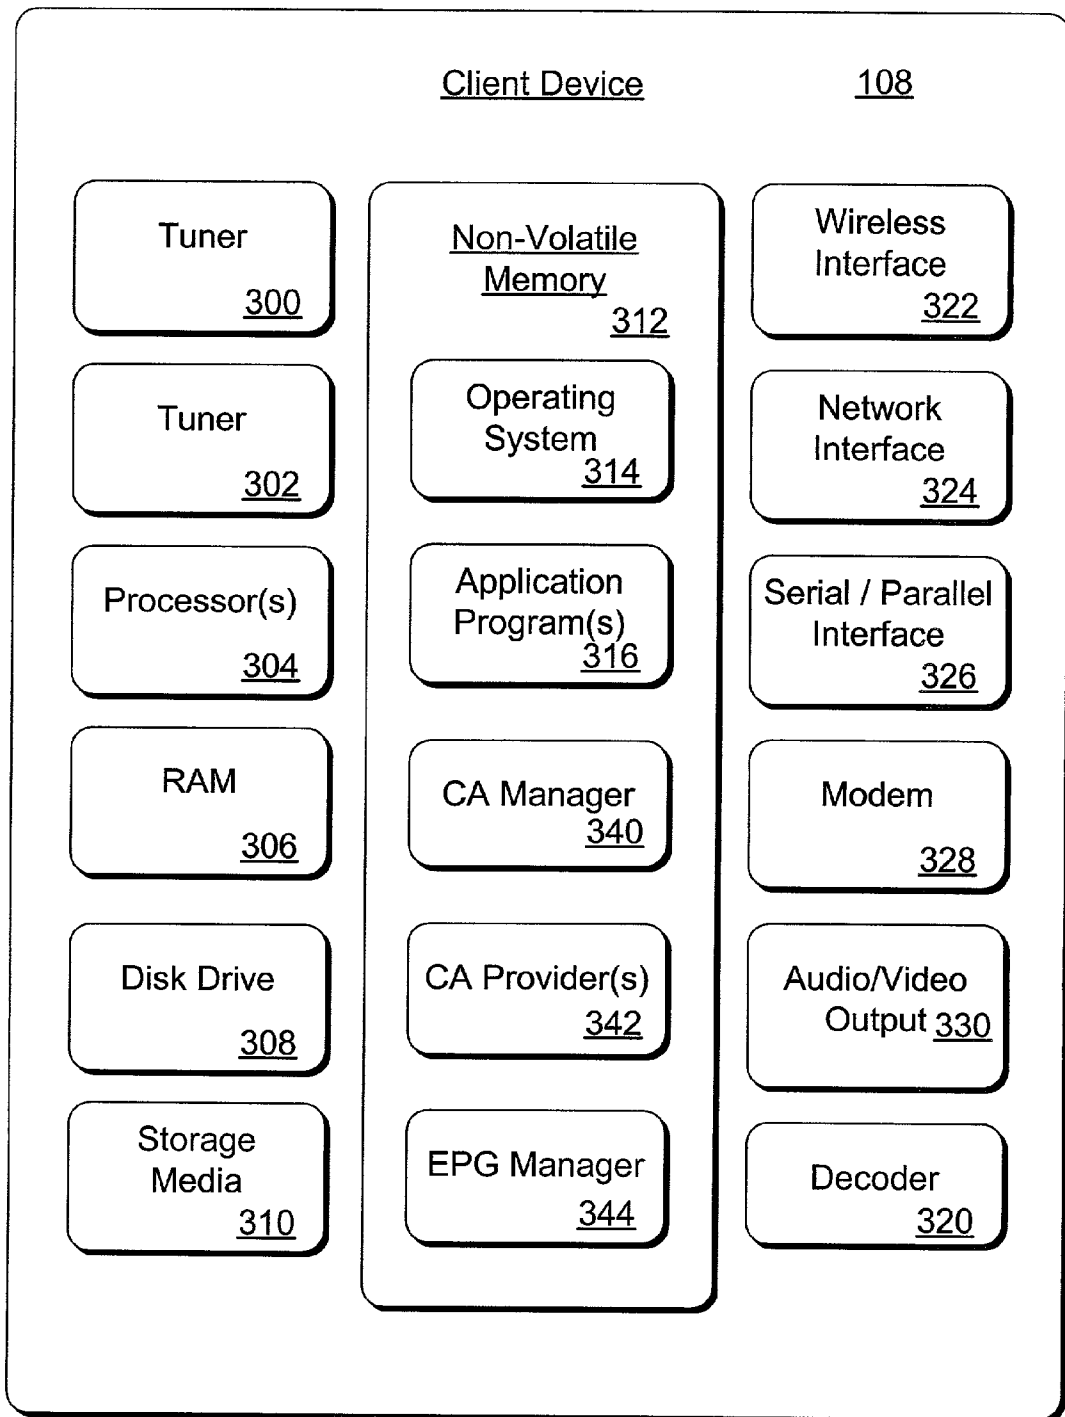 Client Device 108
Tuner
300
Tuner
302
Processor(s)
304
RAM
306
Disk Drive
308
Storage
Media
310
Non-Volatile
Memory
312
Operating
System
314
Application
Program(s)
316
CA Manager
340
CA Provider(s)
342
EPG Manager
344
Wireless
Interface
322
Network
Interface
324
Serial / Parallel
Interface
326
Modem
328
Audio/Video
Output 330
Decoder
320